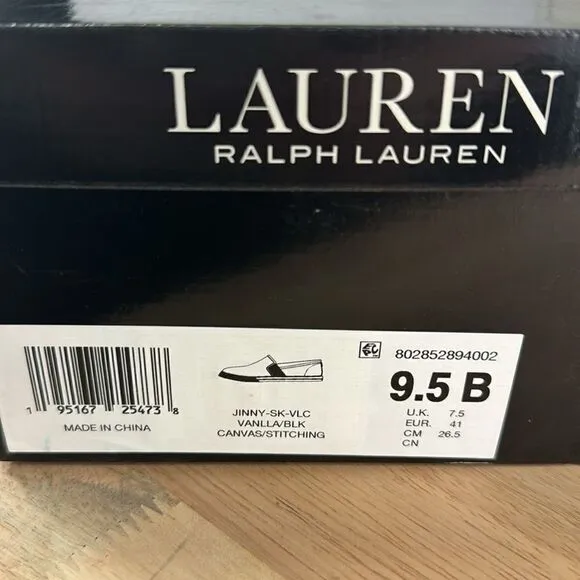 LAUREN
RALPH LAUREN
1 95167 25473 8
MADE IN CHINA
JINNY-SK-VLC
VANLLA/BLK
CANVAS/STITCHING
802852894002
9.5 B
U.K. 7.5
EUR. 41
CM 26.5
CN